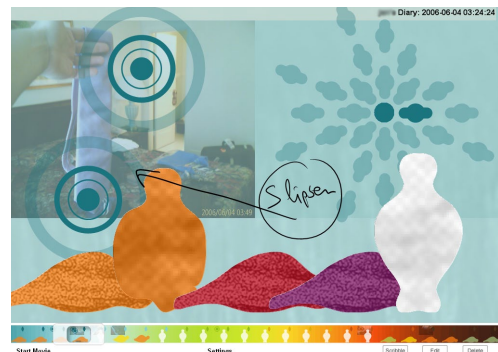 Diary: 2006-06-04 03:24:24
2006/06/04 03:49
Slipsen
Start Movie
Settings
Scribble
Edit
Delete